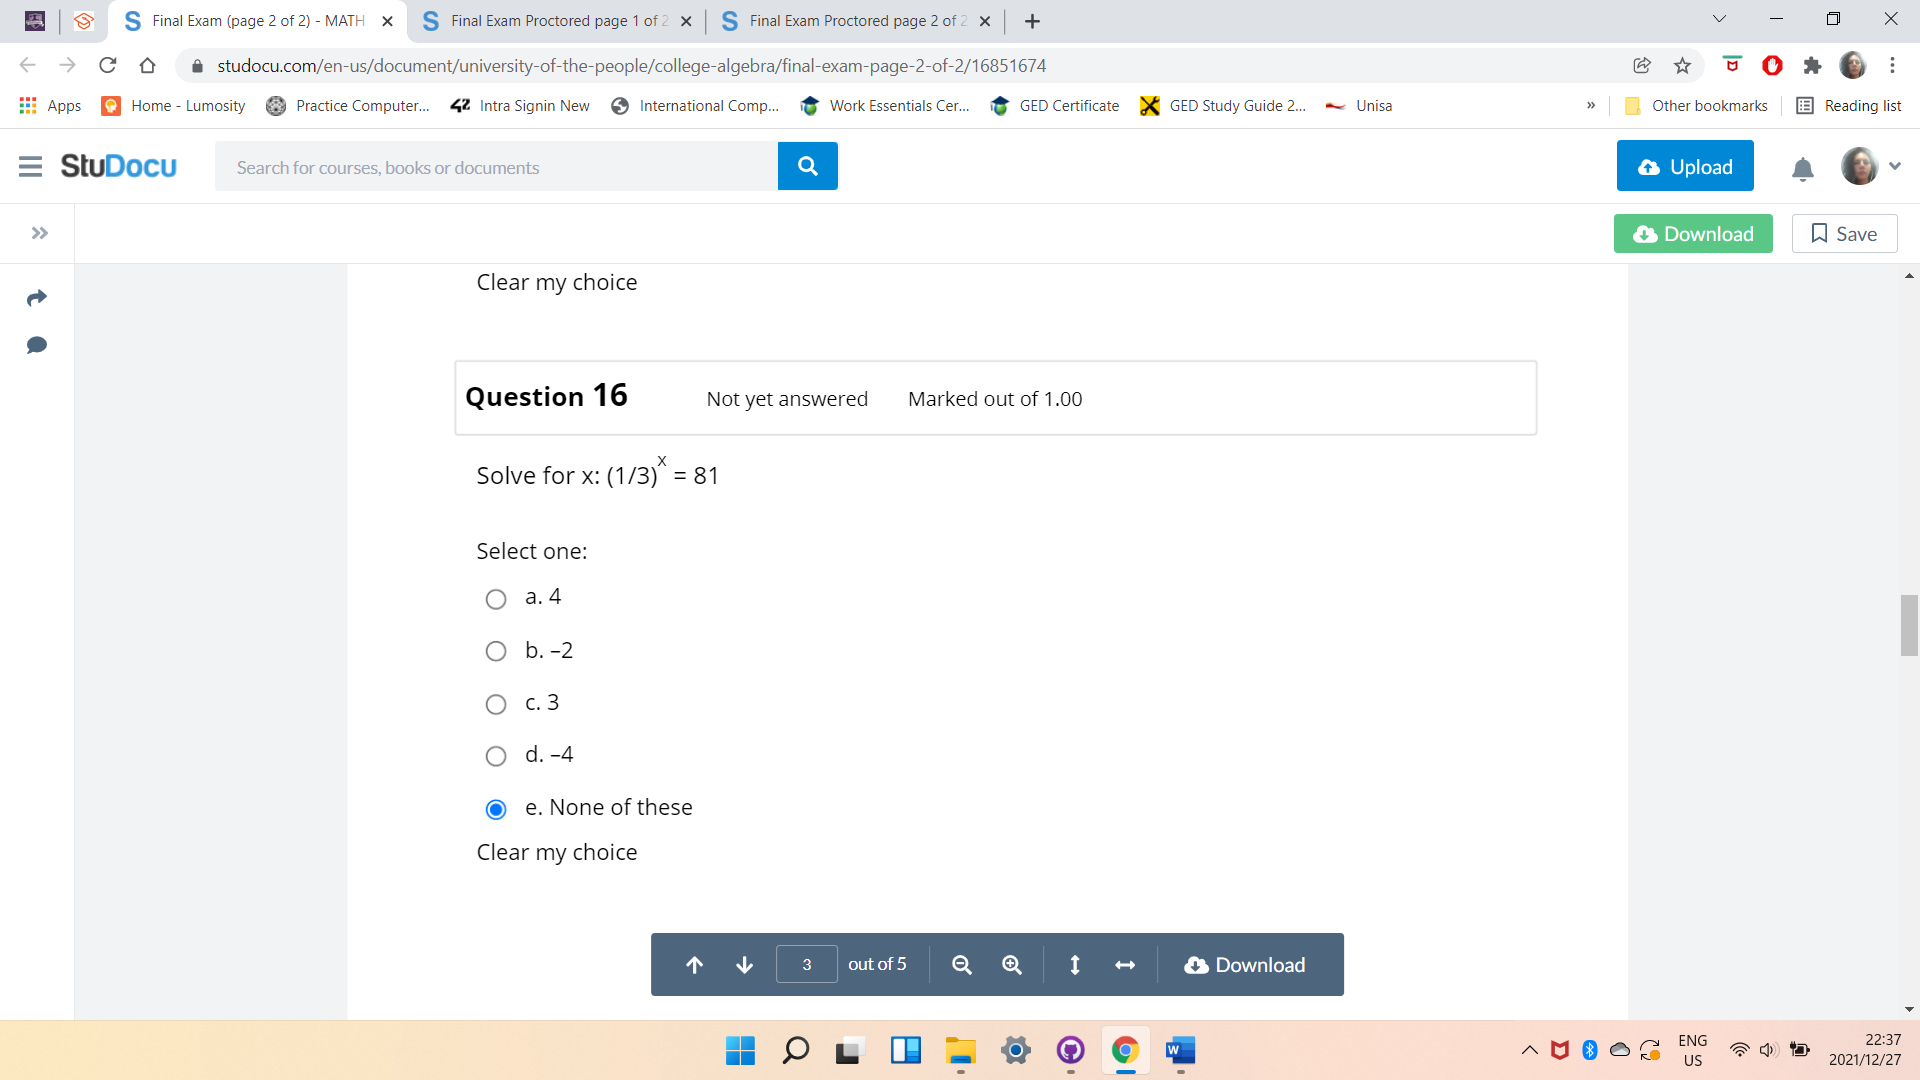 Final Exam (page 2 of 2) - MATH
Final Exam Proctored page 1 of 2
Final Exam Proctored page 2 of 2
studocu.com/en-us/document/university-of-the-people/college-algebra/final-exam-page-2-of-2/16851674
Apps Home - Lumosity Practice Computer... Intra Signin New International Comp... Work Essentials Cer... GED Certificate GED Study Guide 2... Unisa » Other bookmarks Reading list
StuDocu Search for courses, books or documents Upload
Download Save
Clear my choice
Question 16 Not yet answered Marked out of 1.00
Solve for x: (1/3)^x = 81
Select one:
a. 4
b. –2
c. 3
d. –4
e. None of these
Clear my choice
3 out of 5 Download
ENG 22:37
US 2021/12/27